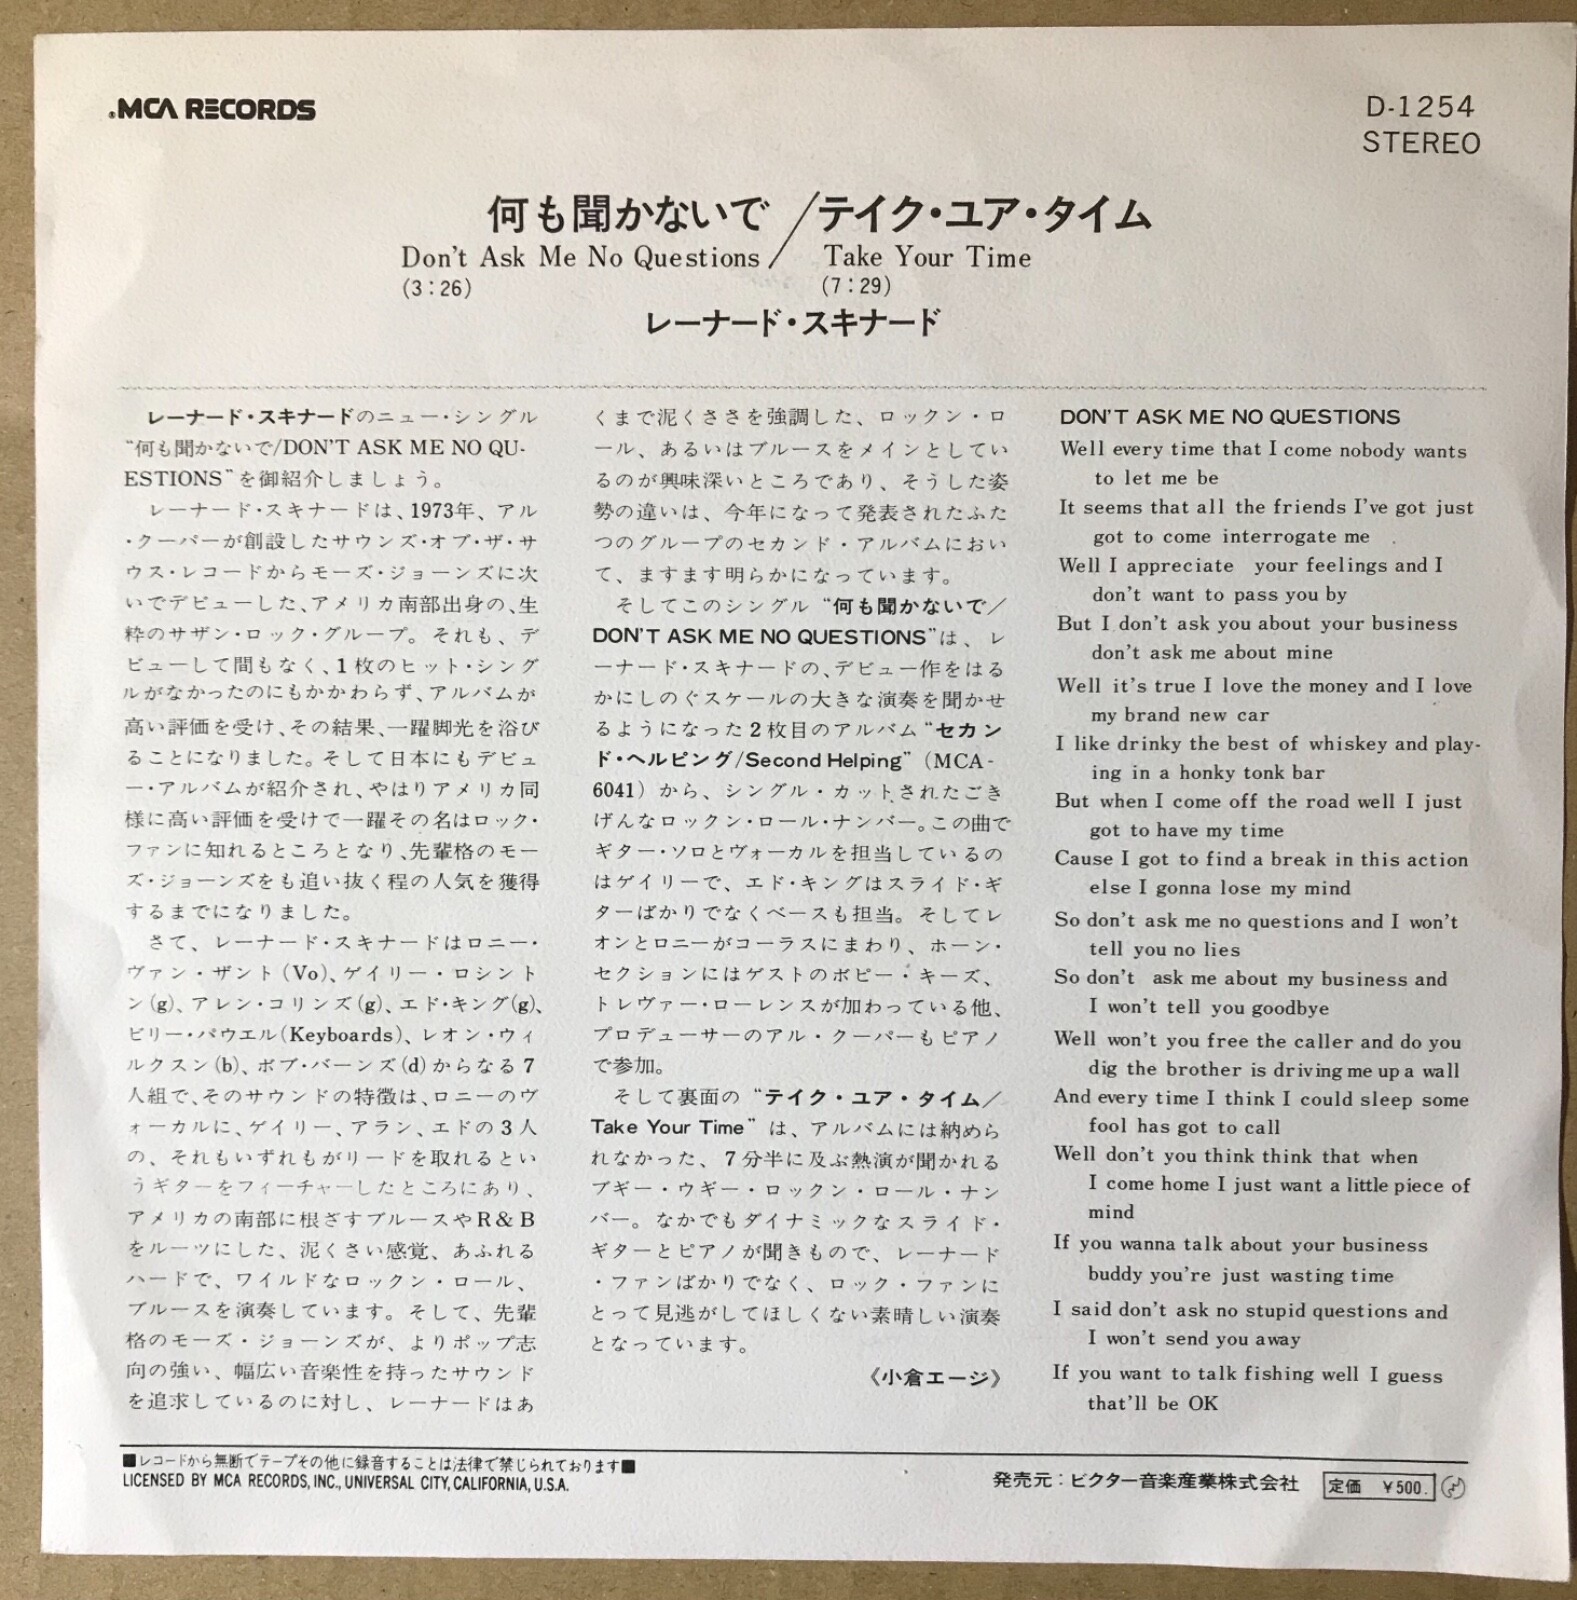 MCA RECORDS
D-1254
STEREO
何も聞かないで/テイク・ユア・タイム
Don't Ask Me No Questions / Take Your Time
(3:26) (7:29)
レーナード・スキナード
レーナード・スキナードのニュー・シングル
"何も聞かないで/DON'T ASK ME NO QU-
ESTIONS"を御紹介しましょう。
レーナード・スキナードは、1973年、アル
・クーパーが創設したサウンズ・オブ・ザ・サ
ウス・レコードからモーズ・ジョーンズに次
いでデビューした、アメリカ南部出身の、生
粋のサザン・ロック・グループ。それも、デ
ビューして間もなく、1枚のヒット・シング
ルがなかったのにもかかわらず、アルバムが
高い評価を受け、その結果、一躍脚光を浴び
ることになりました。そして日本にもデビュ
ー・アルバムが紹介され、やはりアメリカ同
様に高い評価を受けて一躍その名はロック・
ファンに知れるところとなり、先輩格のモー
ズ・ジョーンズをも追い抜く程の人気を獲得
するまでになりました。
さて、レーナード・スキナードはロニー・
ヴァン・ザント(Vo)、ゲイリー・ロシント
ン(g)、アレン・コリンズ(g)、エド・キング(g)、
ビリー・パウエル(Keyboards)、レオン・ウィ
ルクスン(b)、ボブ・バーンズ(d)からなる7
人組で、そのサウンドの特徴は、ロニーのヴ
ォーカルに、ゲイリー、アラン、エドの3人
の、それもいずれもがリードを取れるとい
うギターをフィーチャーしたところにあり、
アメリカの南部に根ざすブルースやR&B
をルーツにした、泥くさい感覚、あふれる
ハードで、ワイルドなロックン・ロール、
ブルースを演奏しています。そして、先輩
格のモーズ・ジョーンズが、よりポップ志
向の強い、幅広い音楽性を持ったサウンド
を追求しているのに対し、レーナードはあ
くまで泥くささを強調した、ロックン・ロ
ール、あるいはブルースをメインとしてい
るのが興味深いところであり、そうした姿
勢の違いは、今年になって発表されたふた
つのグループのセカンド・アルバムにおい
て、ますます明らかになっています。
そしてこのシングル"何も聞かないで/
DON'T ASK ME NO QUESTIONS"は、レ
ーナード・スキナードの、デビュー作をはる
かにしのぐスケールの大きな演奏を聞かせ
るようになった2枚目のアルバム"セカン
ド・ヘルピング/Second Helping"(MCA-
6041)から、シングル・カットされたごき
げんなロックン・ロール・ナンバー。この曲で
ギター・ソロとヴォーカルを担当しているの
はゲイリーで、エド・キングはスライド・ギ
ターばかりでなくベースも担当。そしてレ
オンとロニーがコーラスにまわり、ホーン・
セクションにはゲストのボビー・キーズ、
トレヴァー・ローレンスが加わっている他、
プロデューサーのアル・クーパーもピアノ
で参加。
そして裏面の"テイク・ユア・タイム/
Take Your Time"は、アルバムには納めら
れなかった、7分半に及ぶ熱演が聞かれる
ブギー・ウギー・ロックン・ロール・ナン
バー。なかでもダイナミックなスライド・
ギターとピアノが聞きもので、レーナード
・ファンばかりでなく、ロック・ファンに
とって見逃がしてほしくない素晴しい演奏
となっています。
《小倉エージ》
DON'T ASK ME NO QUESTIONS
Well every time that I come nobody wants
to let me be
It seems that all the friends I've got just
got to come interrogate me
Well I appreciate your feelings and I
don't want to pass you by
But I don't ask you about your business
don't ask me about mine
Well it's true I love the money and I love
my brand new car
I like drinky the best of whiskey and play-
ing in a honky tonk bar
But when I come off the road well I just
got to have my time
Cause I got to find a break in this action
else I gonna lose my mind
So don't ask me no questions and I won't
tell you no lies
So don't ask me about my business and
I won't tell you goodbye
Well won't you free the caller and do you
dig the brother is driving me up a wall
And every time I think I could sleep some
fool has got to call
Well don't you think think that when
I come home I just want a little piece of
mind
If you wanna talk about your business
buddy you're just wasting time
I said don't ask no stupid questions and
I won't send you away
If you want to talk fishing well I guess
that'll be OK
■レコードから無断でテープその他に録音することは法律で禁じられております■
LICENSED BY MCA RECORDS, INC., UNIVERSAL CITY, CALIFORNIA, U.S.A.
発売元:ビクター音楽産業株式会社 定価 ¥500.